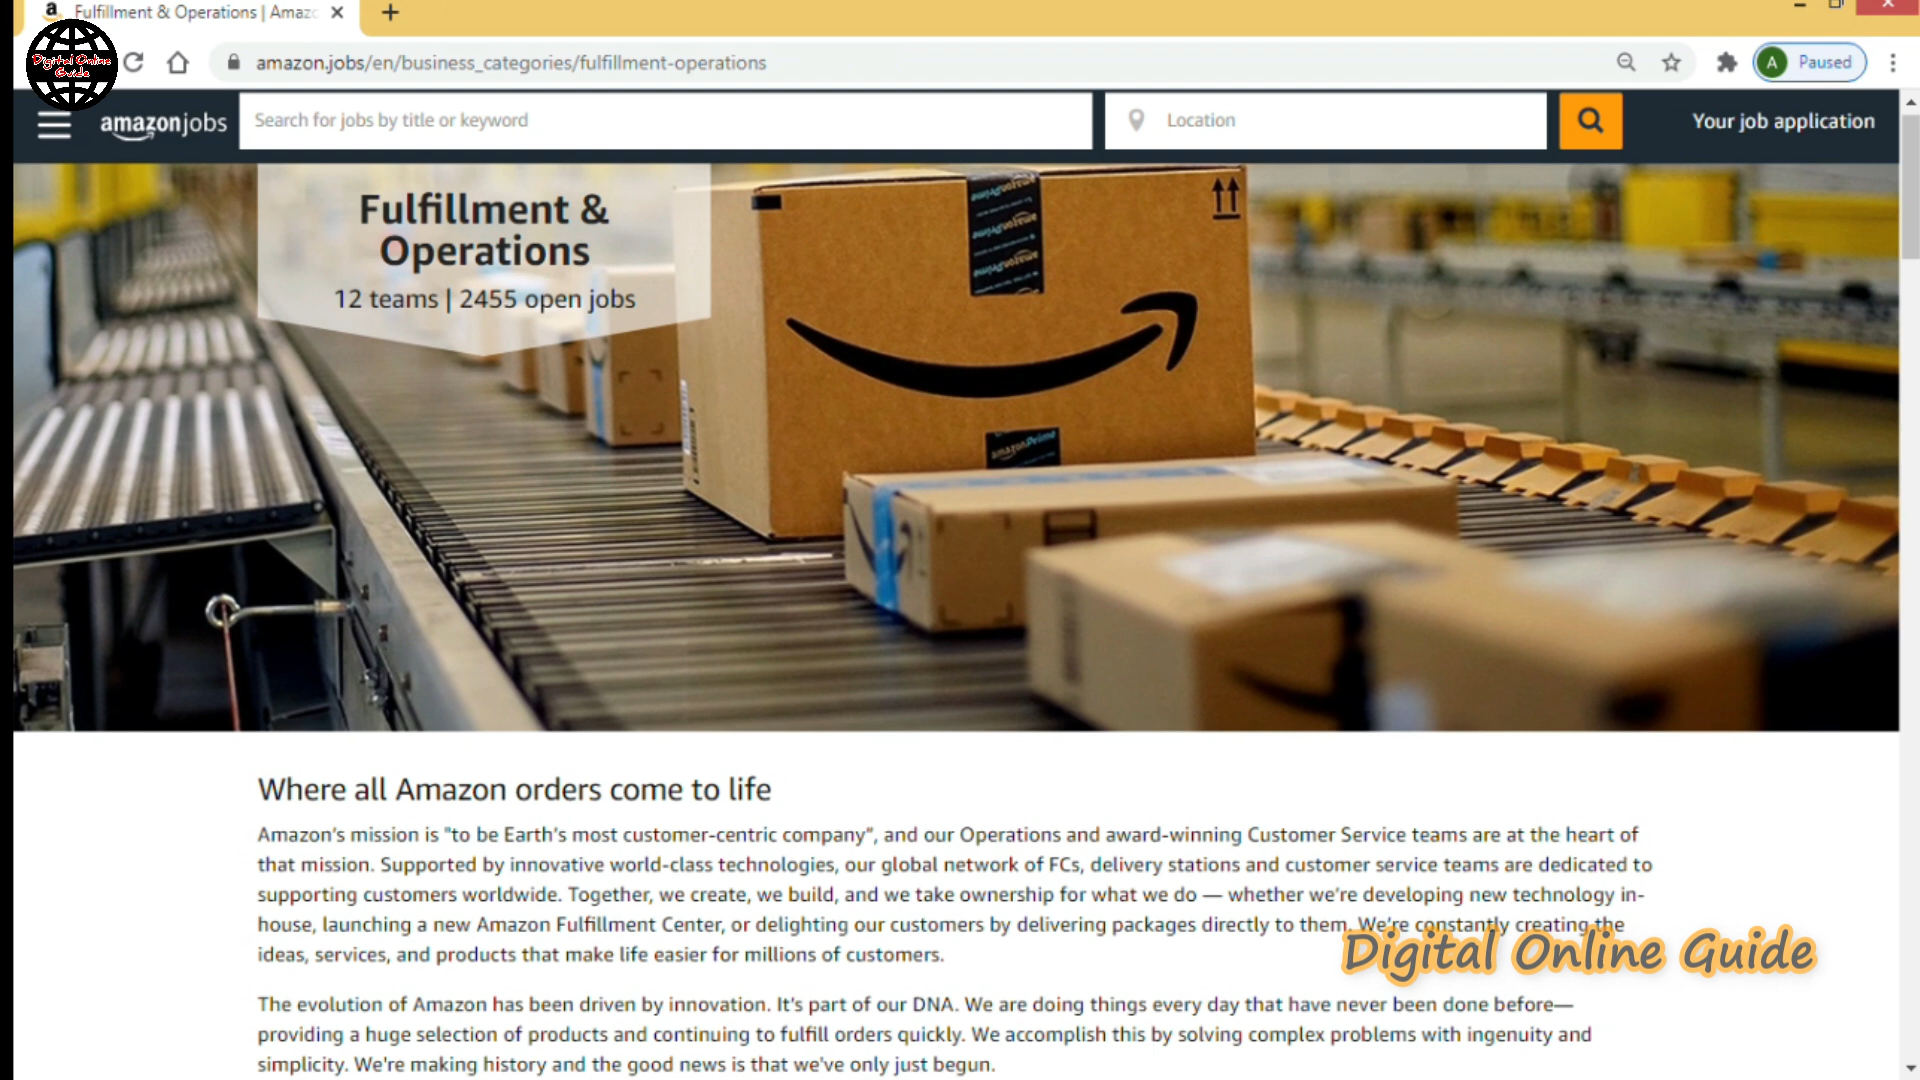 Fulfillment & Operations | Amaz
Digital Online
Guide
amazon.jobs/en/business_categories/fulfillment-operations
A
Paused
amazonjobs
Search for jobs by title or keyword
Location
Your job application
Fulfillment &
Operations
12 teams | 2455 open jobs
amazonPrime
amazonPrime
amazonPrime
amazonPrime
Where all Amazon orders come to life
Amazon's mission is "to be Earth's most customer-centric company", and our Operations and award-winning Customer Service teams are at the heart of
that mission. Supported by innovative world-class technologies, our global network of FCs, delivery stations and customer service teams are dedicated to
supporting customers worldwide. Together, we create, we build, and we take ownership for what we do — whether we're developing new technology in-
house, launching a new Amazon Fulfillment Center, or delighting our customers by delivering packages directly to them. We're constantly creating the
ideas, services, and products that make life easier for millions of customers.
Digital Online Guide
The evolution of Amazon has been driven by innovation. It's part of our DNA. We are doing things every day that have never been done before—
providing a huge selection of products and continuing to fulfill orders quickly. We accomplish this by solving complex problems with ingenuity and
simplicity. We're making history and the good news is that we've only just begun.